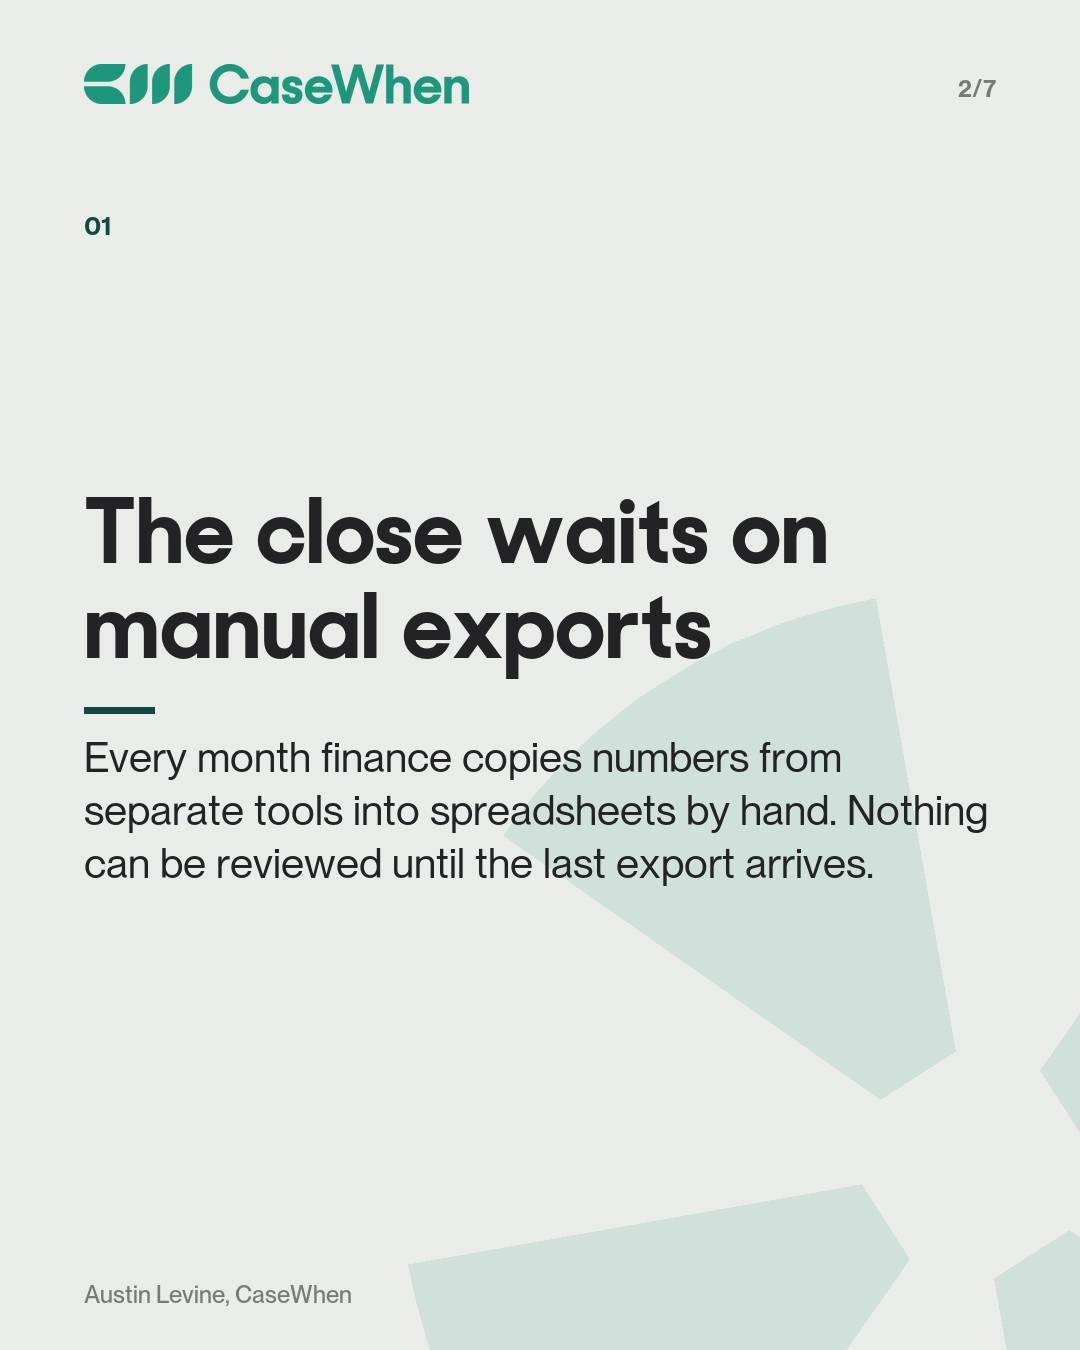 CaseWhen
2/7
01
The close waits on
manual exports
Every month finance copies numbers from
separate tools into spreadsheets by hand. Nothing
can be reviewed until the last export arrives.
Austin Levine, CaseWhen